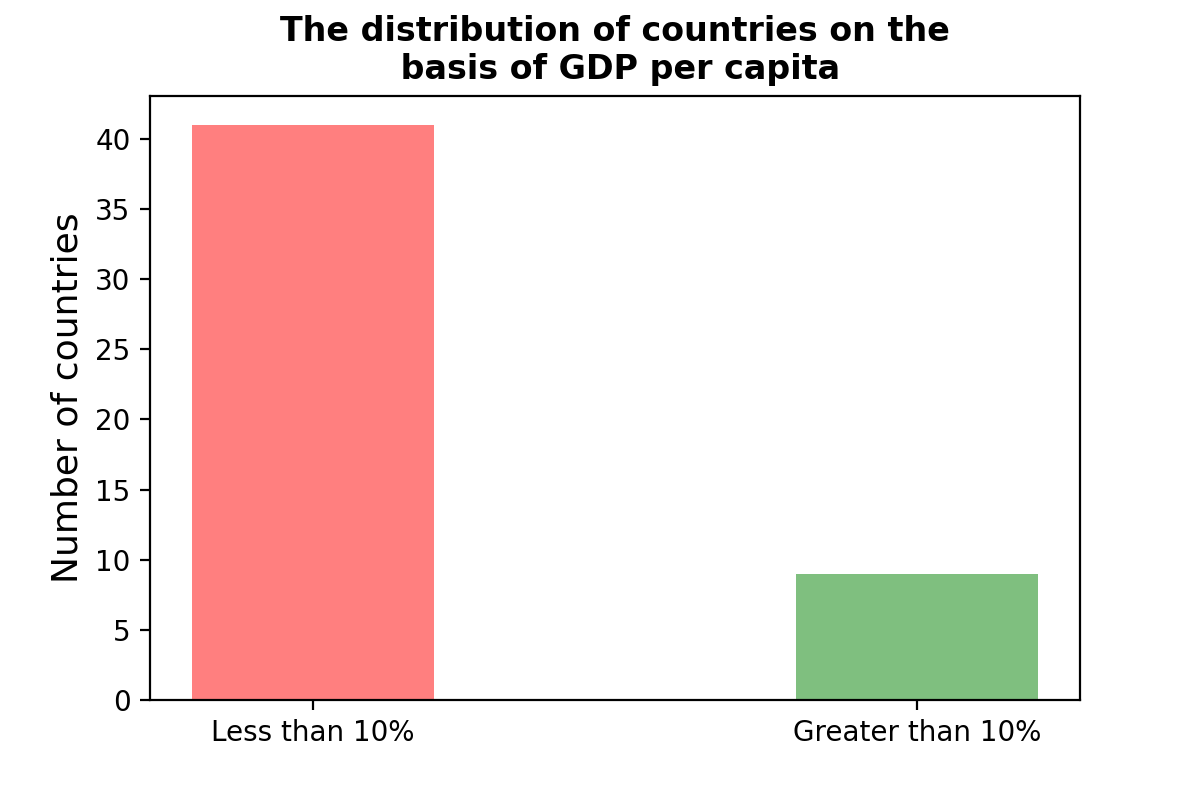 The distribution of countries on the
basis of GDP per capita
Number of countries
40
35
30
25
20
15
10
5
0
Less than 10%
Greater than 10%